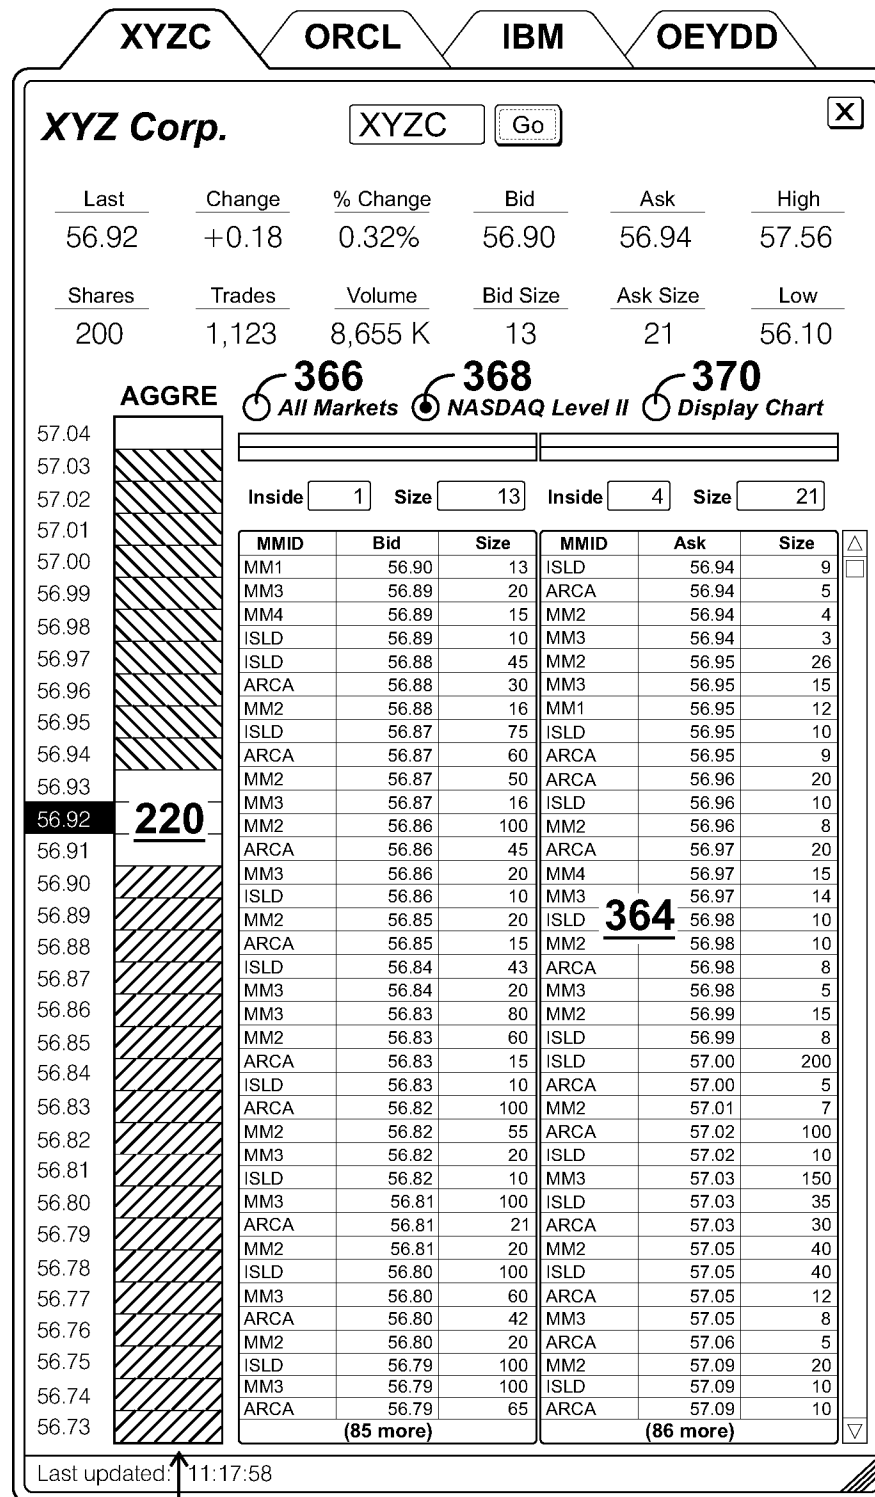 XYZC ORCL IBM OEYDD
XYZ Corp. XYZC Go X
Last Change % Change Bid Ask High
56.92 +0.18 0.32% 56.90 56.94 57.56
Shares Trades Volume Bid Size Ask Size Low
200 1,123 8,655 K 13 21 56.10
366 368 370
AGGRE All Markets NASDAQ Level II Display Chart
57.04
57.03
57.02
57.01
57.00
56.99
56.98
56.97
56.96
56.95
56.94
56.93
56.92
56.91
56.90
56.89
56.88
56.87
56.86
56.85
56.84
56.83
56.82
56.81
56.80
56.79
56.78
56.77
56.76
56.75
56.74
56.73
220
Inside 1 Size 13 Inside 4 Size 21
MMID Bid Size MMID Ask Size
MM1 56.90 13 ISLD 56.94 9
MM3 56.89 20 ARCA 56.94 5
MM4 56.89 15 MM2 56.94 4
ISLD 56.89 10 MM3 56.94 3
ISLD 56.88 45 MM2 56.95 26
ARCA 56.88 30 MM3 56.95 15
MM2 56.88 16 MM1 56.95 12
ISLD 56.87 75 ISLD 56.95 10
ARCA 56.87 60 ARCA 56.95 9
MM2 56.87 50 ARCA 56.96 20
MM3 56.87 16 ISLD 56.96 10
MM2 56.86 100 MM2 56.96 8
ARCA 56.86 45 ARCA 56.97 20
MM3 56.86 20 MM4 56.97 15
ISLD 56.86 10 MM3 56.97 14
MM2 56.85 20 ISLD 56.98 10
364
ARCA 56.85 15 MM2 56.98 10
ISLD 56.84 43 ARCA 56.98 8
MM3 56.84 20 MM3 56.98 5
MM3 56.83 80 MM2 56.99 15
MM2 56.83 60 ISLD 56.99 8
ARCA 56.83 15 ISLD 57.00 200
ISLD 56.83 10 ARCA 57.00 5
ARCA 56.82 100 MM2 57.01 7
MM2 56.82 55 ARCA 57.02 100
MM3 56.82 20 ISLD 57.02 10
ISLD 56.82 10 MM3 57.03 150
MM3 56.81 100 ISLD 57.03 35
ARCA 56.81 21 ARCA 57.03 30
MM2 56.81 20 MM2 57.05 40
ISLD 56.80 100 ISLD 57.05 40
MM3 56.80 60 ARCA 57.05 12
ARCA 56.80 42 MM3 57.05 8
MM2 56.80 20 ARCA 57.06 5
ISLD 56.79 100 MM2 57.09 20
MM3 56.79 100 ISLD 57.09 10
ARCA 56.79 65 ARCA 57.09 10
(85 more) (86 more)
Last updated: 11:17:58